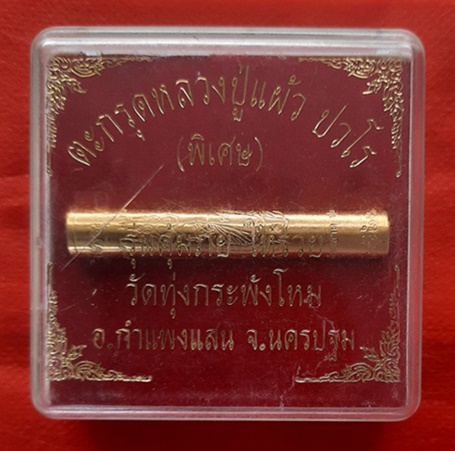 ตะกรุดหลวงปู่แผ้ว ปวโร
(พิเศษ)
วัดทุ่งกระพังโหม
อ.กำแพงแสน จ.นครปฐม